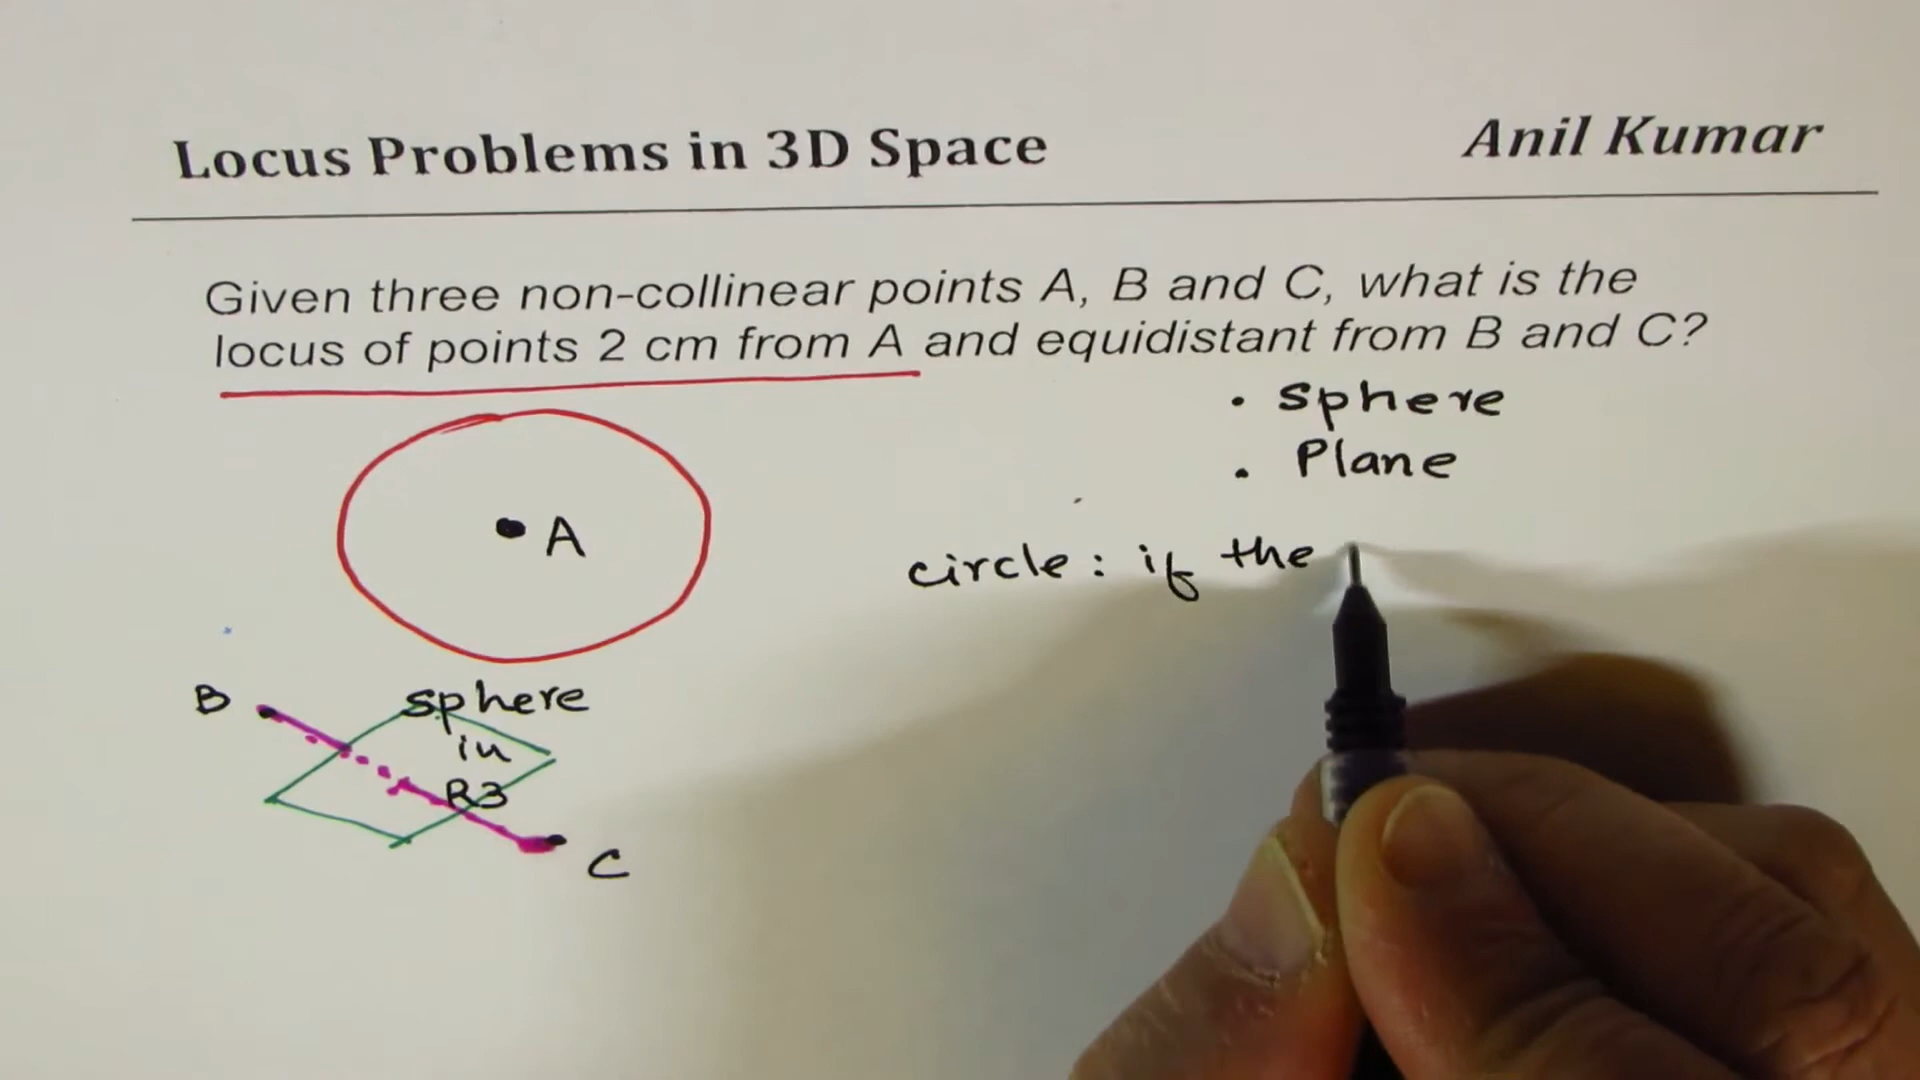 Locus Problems in 3D Space
Anil Kumar
Given three non-collinear points A, B and C, what is the
locus of points 2 cm from A and equidistant from B and C?
• Sphere
• Plane
A
circle: if the
B
sphere
in
R3
C